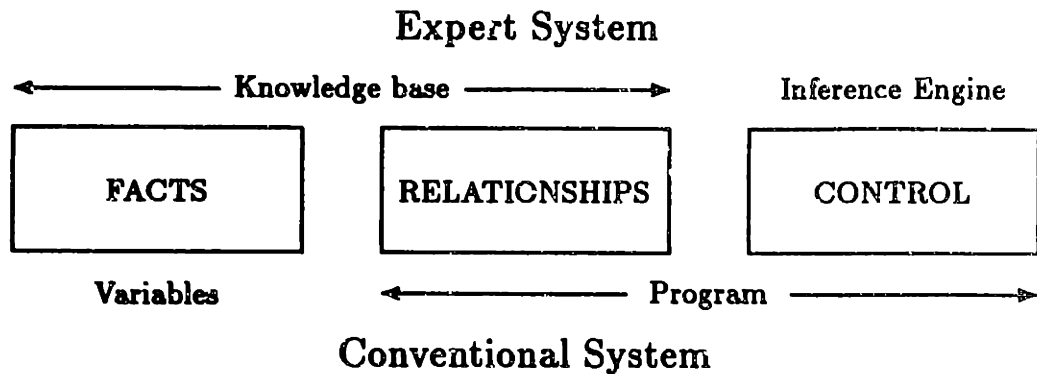 Expert System
Knowledge base Inference Engine
FACTS RELATIONSHIPS CONTROL
Variables Program
Conventional System